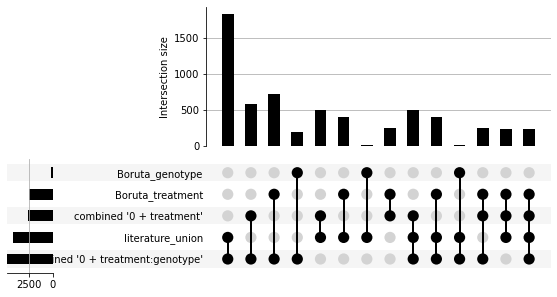 Intersection size
1500
1000
500
0
Boruta_genotype
Boruta_treatment
combined '0 + treatment'
literature_union
ned '0 + treatment:genotype'
2500 0